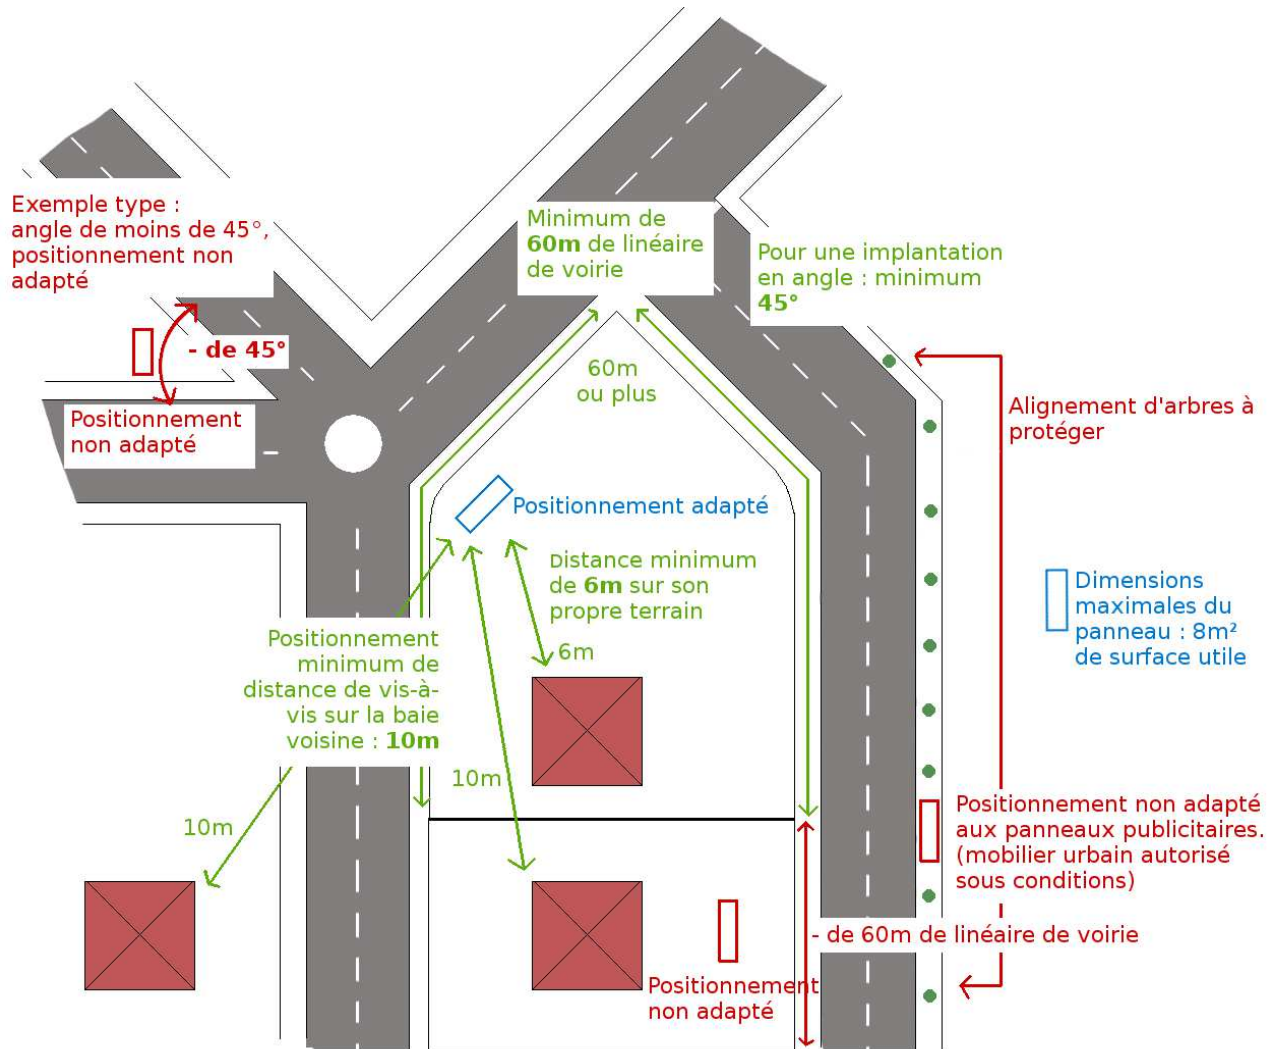 Exemple type :
angle de moins de 45°,
positionnement non
adapté
- de 45°
Positionnement
non adapté
Minimum de
60m de linéaire
de voirie
Pour une implantation
en angle : minimum
45°
60m
ou plus
Alignement d'arbres à
protéger
Positionnement adapté
Distance minimum
de 6m sur son
propre terrain
6m
Dimensions
maximales du
panneau : 8m²
de surface utile
Positionnement
minimum de
distance de vis-à-
vis sur la baie
voisine : 10m
10m
10m
Positionnement non adapté
aux panneaux publicitaires.
(mobilier urbain autorisé
sous conditions)
- de 60m de linéaire de voirie
Positionnement
non adapté